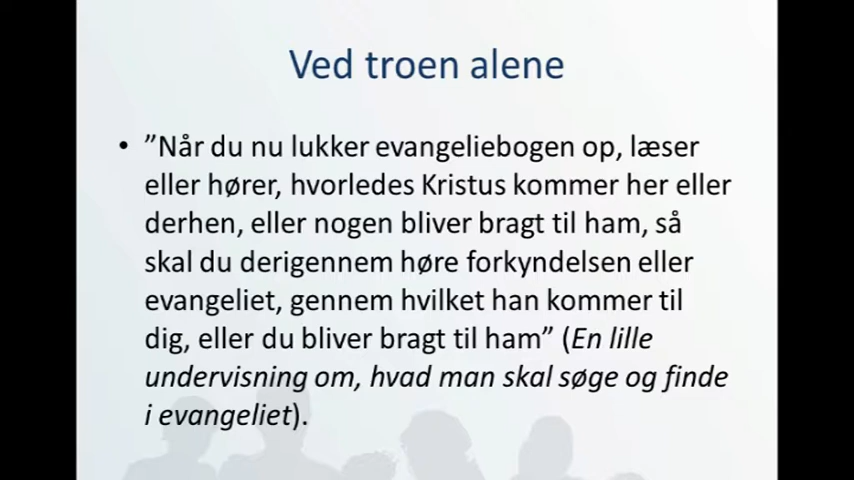 Ved troen alene
• ”Når du nu lukker evangeliebogen op, læser
eller hører, hvorledes Kristus kommer her eller
derhen, eller nogen bliver bragt til ham, så
skal du derigennem høre forkyndelsen eller
evangeliet, gennem hvilket han kommer til
dig, eller du bliver bragt til ham” (En lille
undervisning om, hvad man skal søge og finde
i evangeliet).